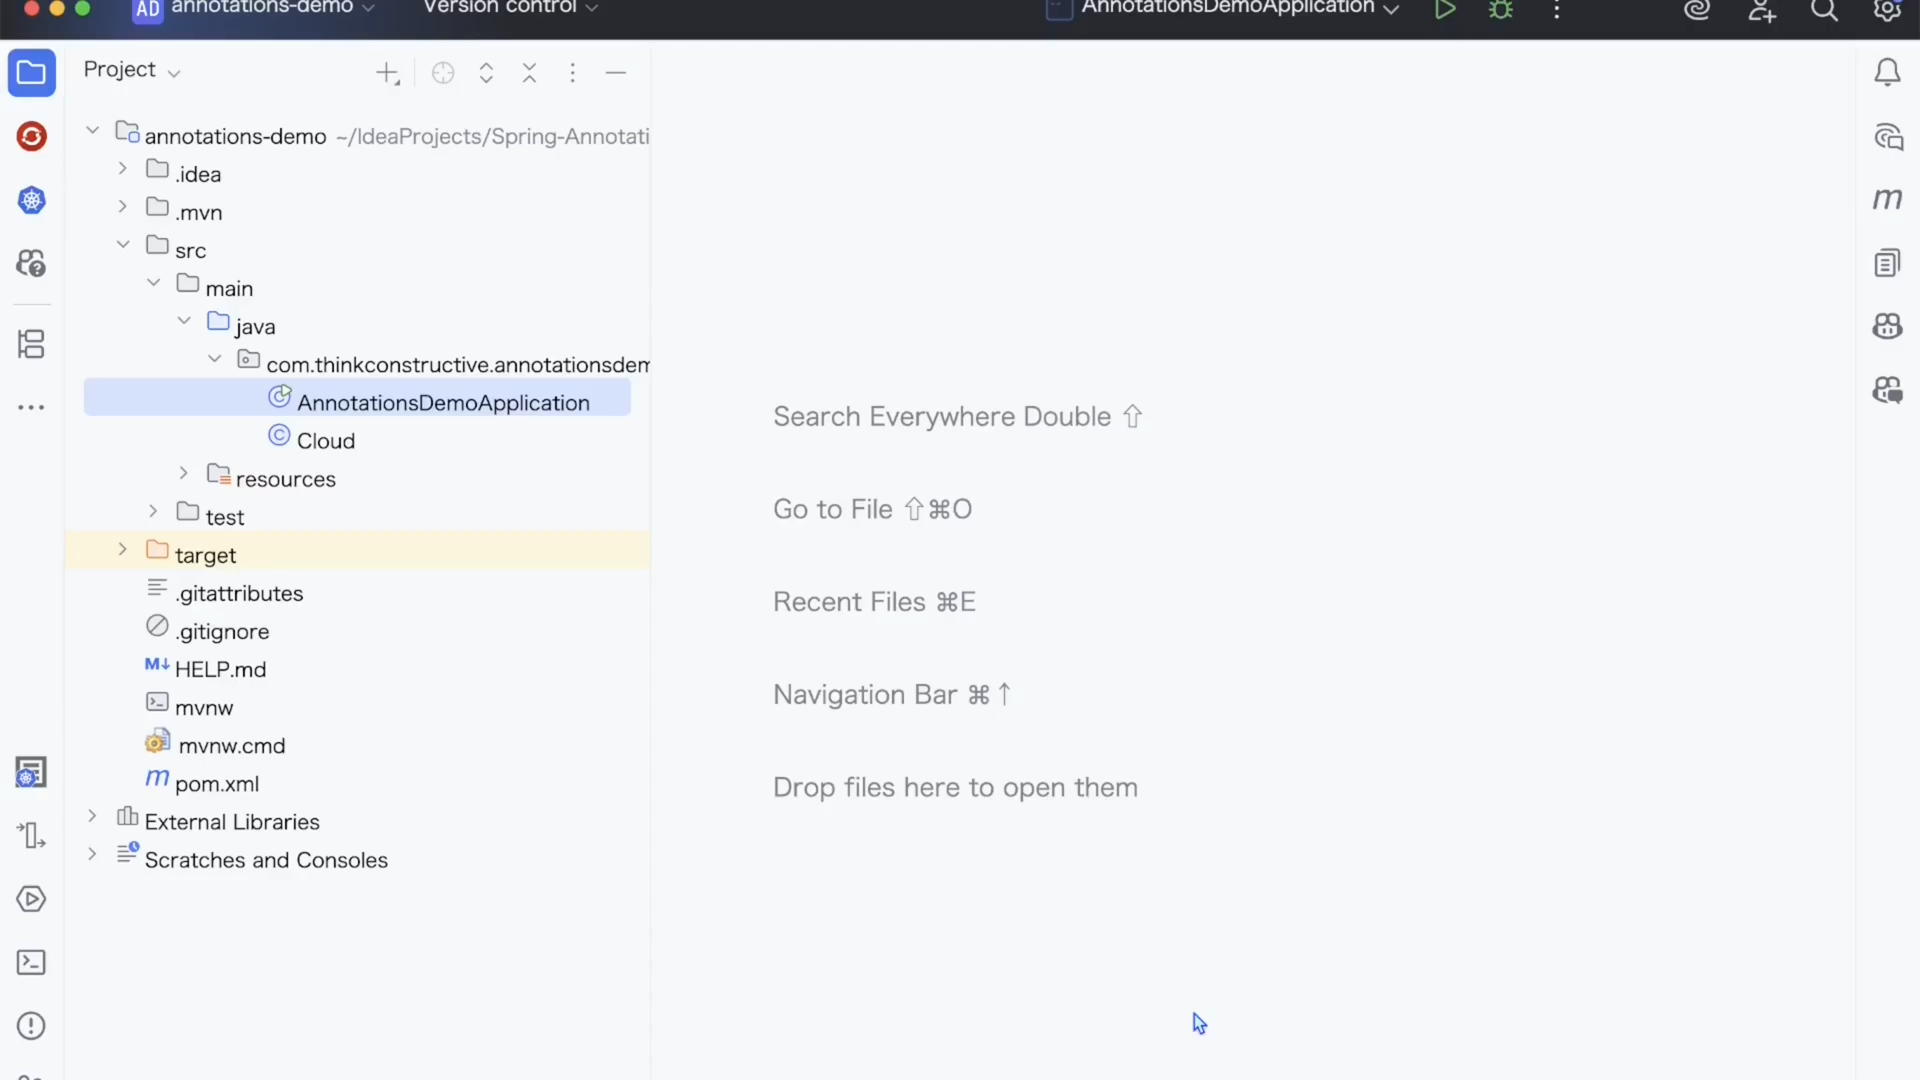 AD annotations-demo Version control AnnotationsDemoApplication
Project
annotations-demo ~/IdeaProjects/Spring-Annotati
.idea
.mvn
src
main
java
com.thinkconstructive.annotationsdem
AnnotationsDemoApplication
Cloud
resources
test
target
.gitattributes
.gitignore
HELP.md
mvnw
mvnw.cmd
pom.xml
External Libraries
Scratches and Consoles
Search Everywhere Double ⇧
Go to File ⇧⌘O
Recent Files ⌘E
Navigation Bar ⌘↑
Drop files here to open them